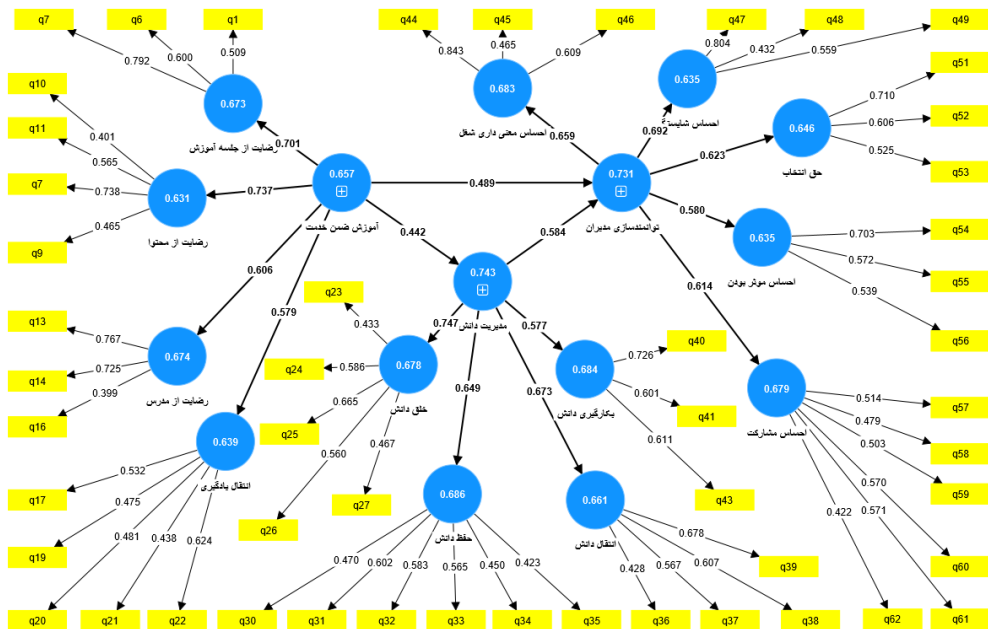 q7
q6
q1
q44
q45
q46
q47
q48
q49
0.792
0.600
0.509
0.843
0.465
0.609
0.804
0.432
0.559
q10
q11
q7
q9
0.401
0.565
0.738
0.465
0.673
رضایت از جلسه آموزش
0.701
0.683
احساس معنی داری شغل
0.659
0.635
احساس
0.692
q51
q52
q53
0.710
0.606
0.525
0.646
حق انتخاب
0.623
0.631
رضایت از محتوا
0.737
0.657
آموزش ضمن خدمت
0.489
0.731
توانمندسازی مدیران
0.580
0.635
احساس موثر بودن
0.703
0.572
0.539
q54
q55
q56
0.442
0.584
0.614
0.606
0.579
0.743
مدیریت دانش
q13
q14
q16
0.767
0.725
0.399
0.674
رضایت از مدرس
q23
q24
q25
q26
q27
0.433
0.586
0.665
0.560
0.467
0.747
0.678
خلق دانش
0.577
0.684
بکارگیری دانش
0.726
0.601
0.611
q40
q41
q43
0.649
0.673
0.679
احساس مشارکت
0.514
0.479
0.503
0.570
0.571
0.422
q57
q58
q59
q60
q61
q62
0.639
انتقال یادگیری
q17
q19
q20
q21
q22
0.532
0.475
0.481
0.438
0.624
0.686
حفظ دانش
0.470
0.602
0.583
0.565
0.450
0.423
q30
q31
q32
q33
q34
q35
0.661
انتقال دانش
0.428
0.567
0.607
0.678
q36
q37
q38
q39